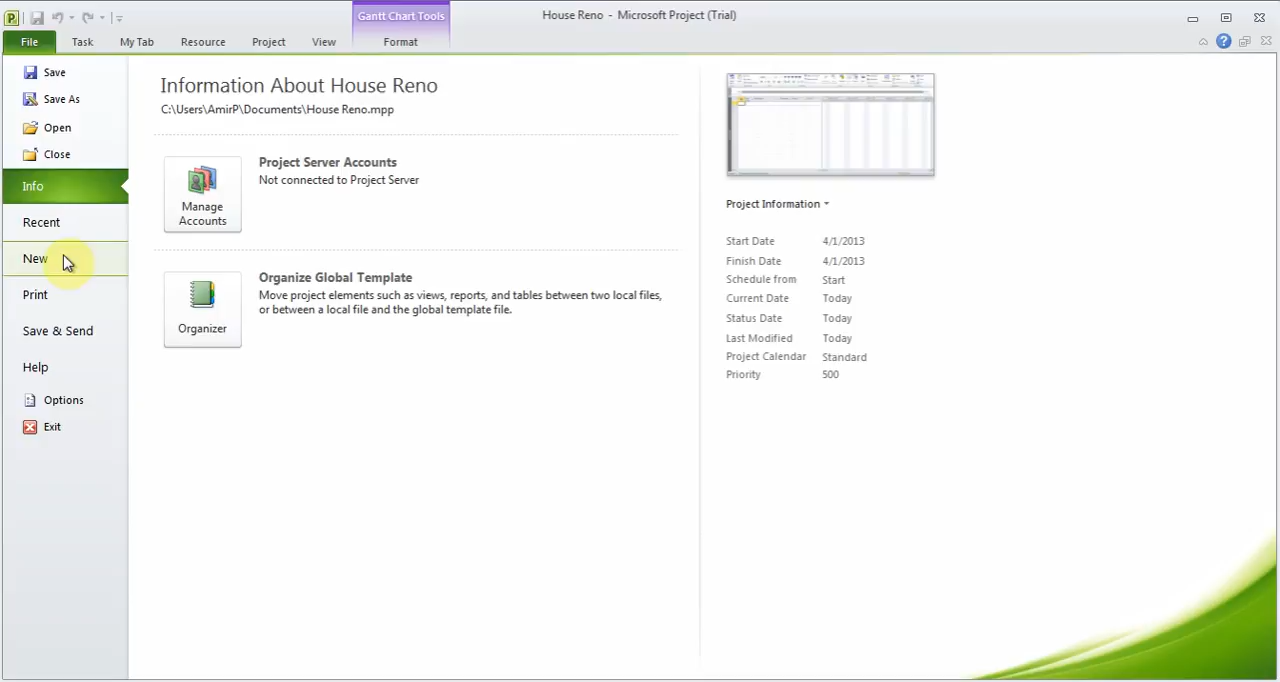 House Reno - Microsoft Project (Trial)
Gantt Chart Tools
File Task My Tab Resource Project View Format
Save
Save As
Open
Close
Info
Recent
New
Print
Save & Send
Help
Options
Exit
Information About House Reno
C:\Users\AmirP\Documents\House Reno.mpp
Manage
Accounts
Project Server Accounts
Not connected to Project Server
Organizer
Organize Global Template
Move project elements such as views, reports, and tables between two local files,
or between a local file and the global template file.
Project Information
Start Date 4/1/2013
Finish Date 4/1/2013
Schedule from Start
Current Date Today
Status Date Today
Last Modified Today
Project Calendar Standard
Priority 500